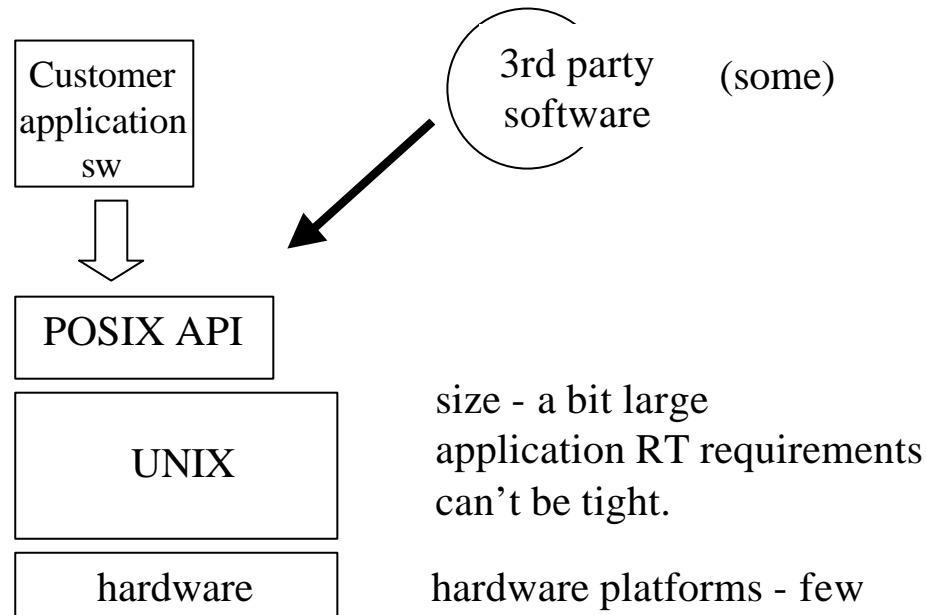 Customer
application
sw
3rd party
software
(some)
POSIX API
UNIX
size - a bit large
application RT requirements
can't be tight.
hardware
hardware platforms - few